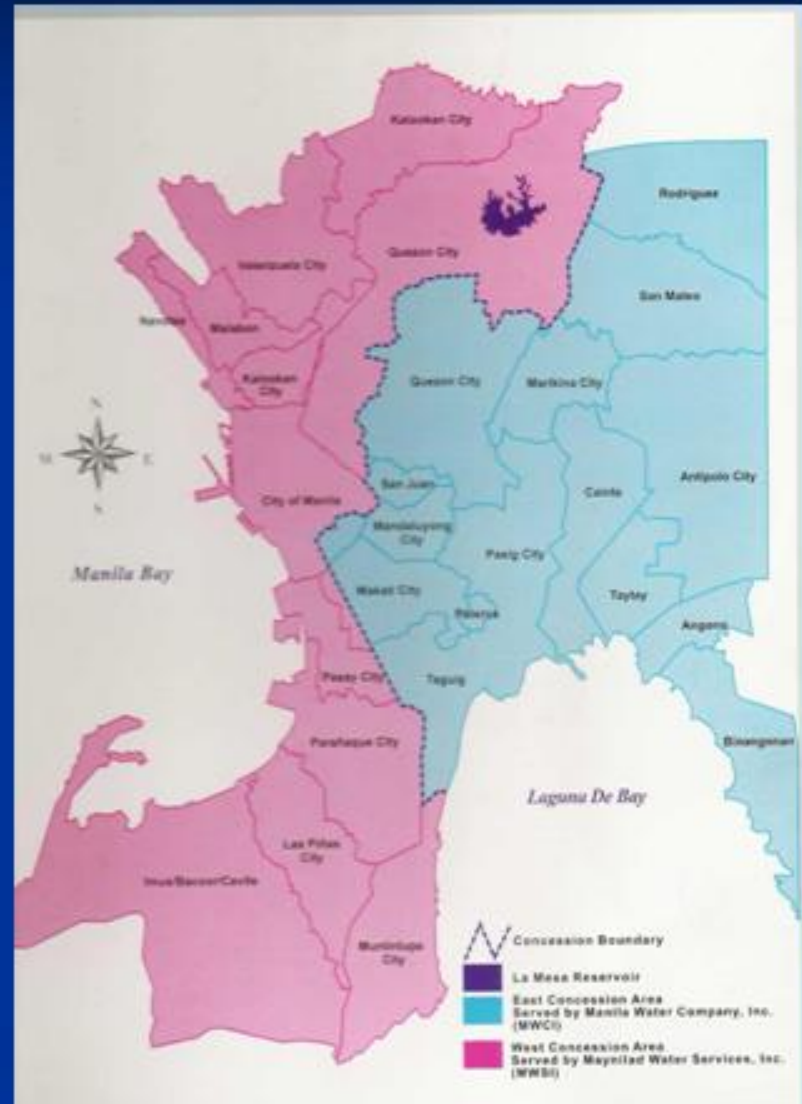 Kalookan City
Rodriguez
Quezon City
Valenzuela City
San Mateo
Navotas
Malabon
Kalookan
City
Quezon City
Marikina City
N
W
E
S
San Juan
Cainta
Antipolo City
City of Manila
Mandaluyong
City
Pasig City
Manila Bay
Makati City
Taytay
Pateros
Angono
Pasay City
Taguig
Parañaque City
Binangonan
Laguna De Bay
Las Piñas
City
Imus/Bacoor/Cavite
Muntinlupa
City
Concession Boundary
La Mesa Reservoir
East Concession Area
Served by Manila Water Company, Inc.
(MWCI)
West Concession Area
Served by Maynilad Water Services, Inc.
(MWSI)